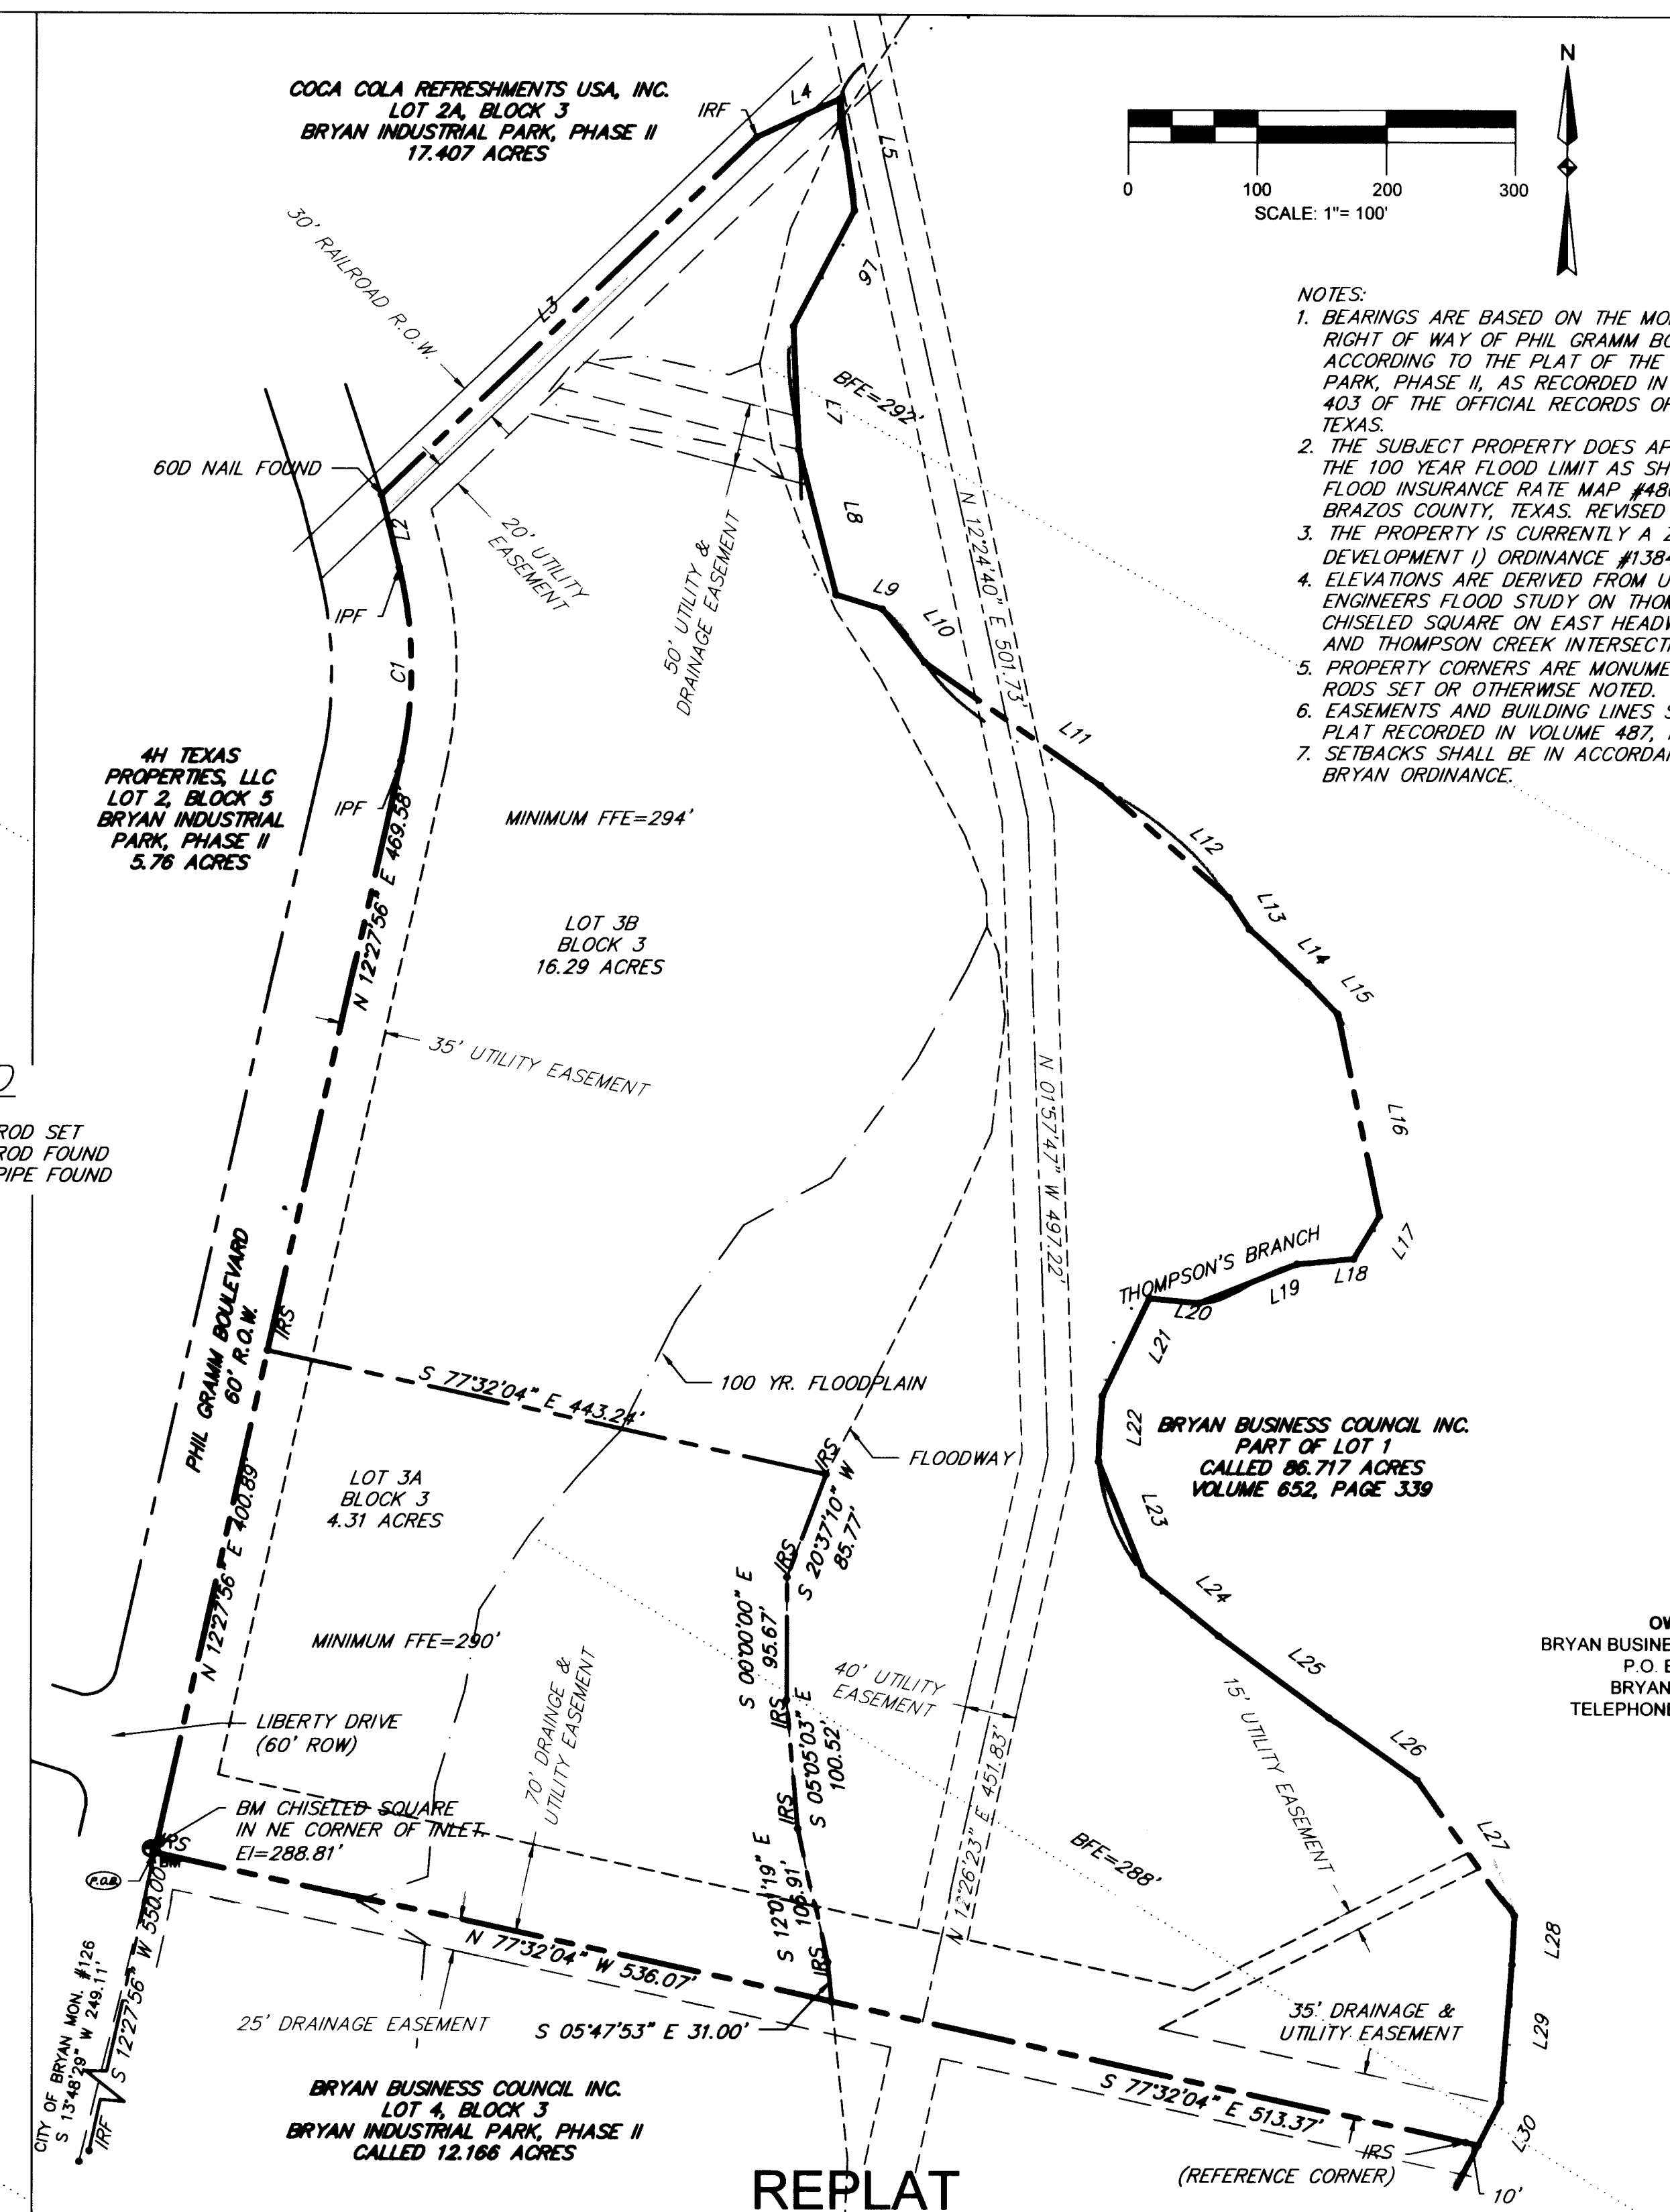 COCA COLA REFRESHMENTS USA, INC.
LOT 2A, BLOCK 3
BRYAN INDUSTRIAL PARK, PHASE II
17.407 ACRES
IRF
L4
L5
N
0 100 200 300
SCALE: 1"= 100'
30' RAILROAD R.O.W.
L3
L6
NOTES:
1. BEARINGS ARE BASED ON THE MO
RIGHT OF WAY OF PHIL GRAMM BO
ACCORDING TO THE PLAT OF THE
PARK, PHASE II, AS RECORDED IN
403 OF THE OFFICIAL RECORDS OF
TEXAS.
2. THE SUBJECT PROPERTY DOES AP
THE 100 YEAR FLOOD LIMIT AS SH
FLOOD INSURANCE RATE MAP #48
BRAZOS COUNTY, TEXAS. REVISED
3. THE PROPERTY IS CURRENTLY A
DEVELOPMENT I) ORDINANCE #1384
4. ELEVATIONS ARE DERIVED FROM U
ENGINEERS FLOOD STUDY ON THO
CHISELED SQUARE ON EAST HEADW
AND THOMPSON CREEK INTERSECT
5. PROPERTY CORNERS ARE MONUME
RODS SET OR OTHERWISE NOTED.
6. EASEMENTS AND BUILDING LINES S
PLAT RECORDED IN VOLUME 487,
7. SETBACKS SHALL BE IN ACCORDA
BRYAN ORDINANCE.
BFE=292'
L7
60D NAIL FOUND
L2
20' UTILITY
EASEMENT
50' UTILITY &
DRAINAGE EASEMENT
L8
N 12°24'40" E 501.73'
IPF
L9
L10
C1
L11
4H TEXAS
PROPERTIES, LLC
LOT 2, BLOCK 5
BRYAN INDUSTRIAL
PARK, PHASE II
5.76 ACRES
IPF
N 12°27'56" E 469.58'
MINIMUM FFE=294'
L12
LOT 3B
BLOCK 3
16.29 ACRES
L13
L14
L15
35' UTILITY EASEMENT
N 01°57'47" W 497.22'
L16
ROD SET
ROD FOUND
PIPE FOUND
L17
THOMPSON'S BRANCH
L18
L19
L20
PHIL GRAMM BOULEVARD
60' R.O.W.
IRS
L21
S 77°32'04" E 443.24'
100 YR. FLOODPLAIN
L22
BRYAN BUSINESS COUNCIL INC.
PART OF LOT 1
CALLED 86.717 ACRES
VOLUME 652, PAGE 339
IRS
FLOODWAY
LOT 3A
BLOCK 3
4.31 ACRES
N 12°27'56" E 400.89'
S 20°37'10" W
85.77'
L23
IRS
S 00°00'00" E
95.67'
L24
MINIMUM FFE=290'
L25
OW
BRYAN BUSINE
P.O. B
BRYAN
TELEPHONE
70' DRAINGE &
UTILITY EASEMENT
40' UTILITY
EASEMENT
IRS
S 05°05'03" E
100.52'
LIBERTY DRIVE
(60' ROW)
15' UTILITY EASEMENT
L26
N 12°26'23" E 451.83'
BM CHISELED SQUARE
IN NE CORNER OF INLET
El=288.81'
IRS
BM
P.O.B.
IRS
S 12°01'19" E
106.91'
BFE=288'
L27
S 12°27'56" W 550.00'
CITY OF BRYAN MON. #126
S 13°48'29" W 249.11'
IRF
N 77°32'04" W 536.07'
IRS
L28
25' DRAINAGE EASEMENT
S 05°47'53" E 31.00'
35' DRAINAGE &
UTILITY EASEMENT
L29
S 77°32'04" E 513.37'
L30
BRYAN BUSINESS COUNCIL INC.
LOT 4, BLOCK 3
BRYAN INDUSTRIAL PARK, PHASE II
CALLED 12.166 ACRES
IRS
(REFERENCE CORNER)
10'
REPLAT